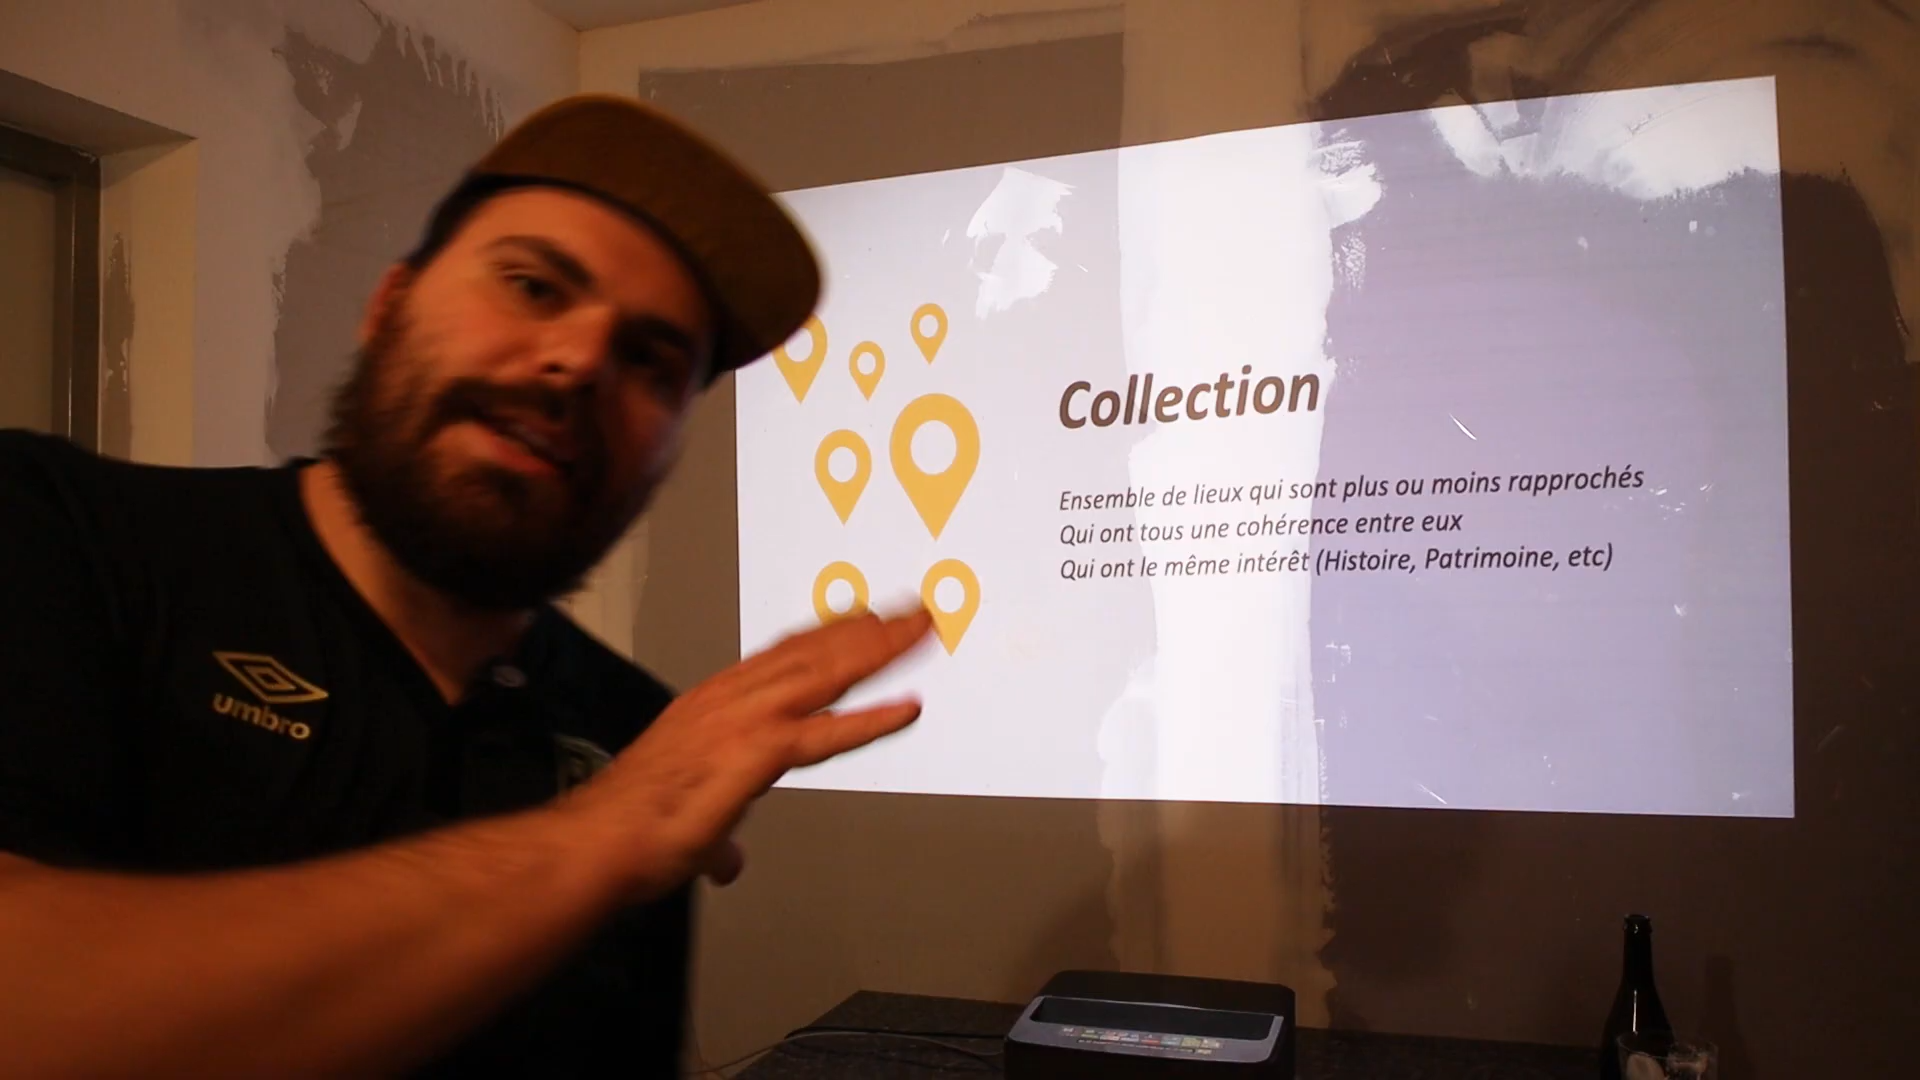 Collection
Ensemble de lieux qui sont plus ou moins rapprochés
Qui ont tous une cohérence entre eux
Qui ont le même intérêt (Histoire, Patrimoine, etc)
umbro